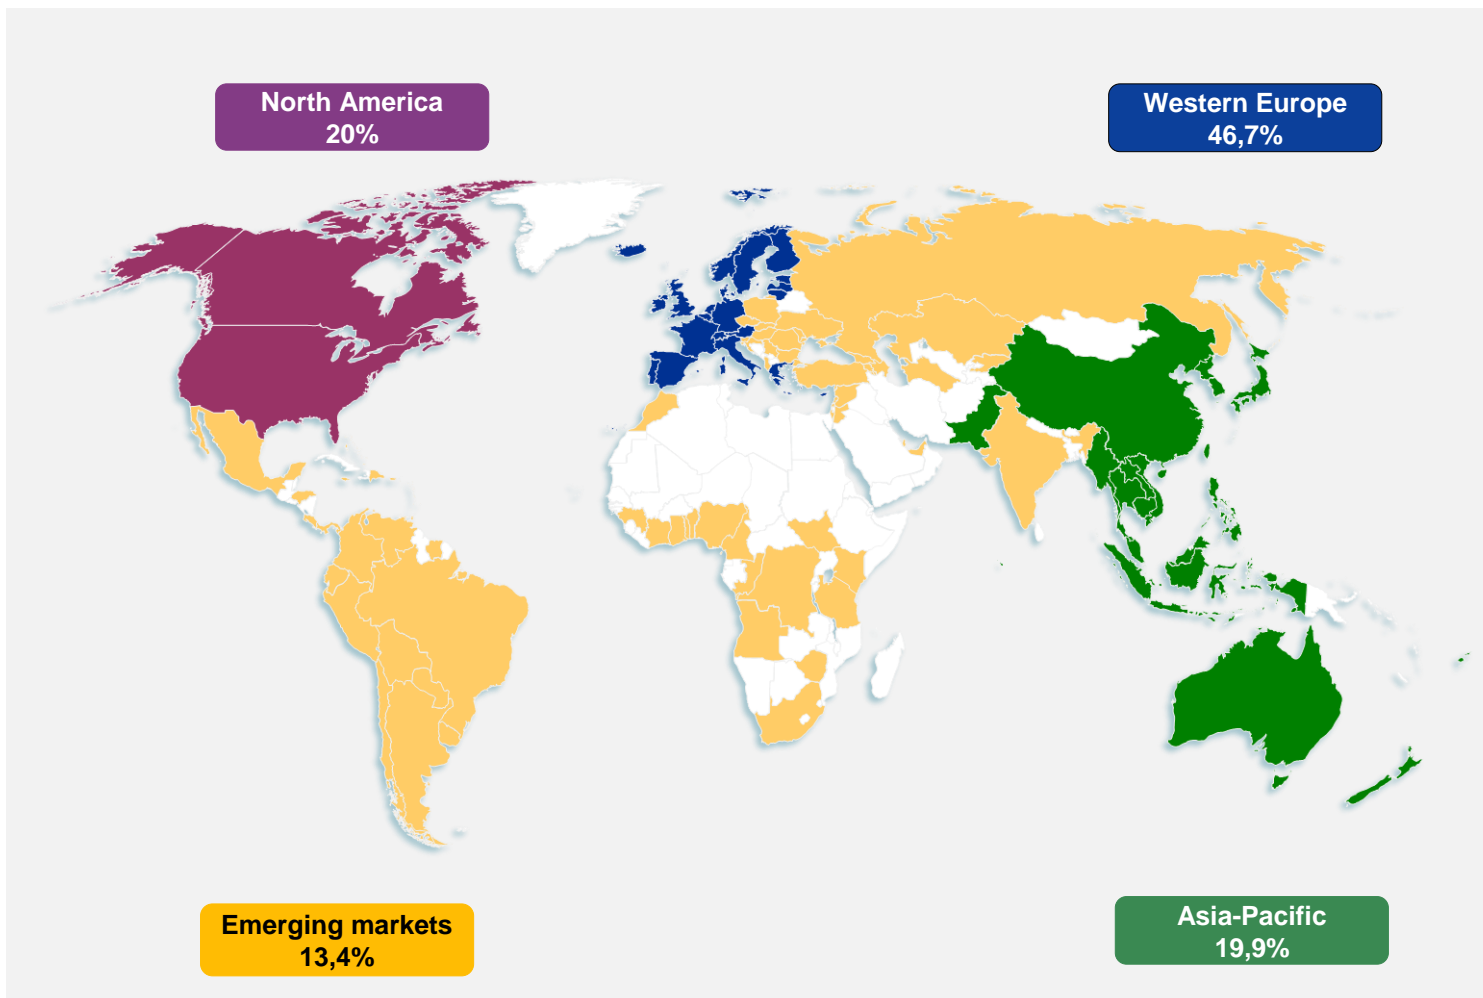 North America
20%
Western Europe
46,7%
Emerging markets
13,4%
Asia-Pacific
19,9%